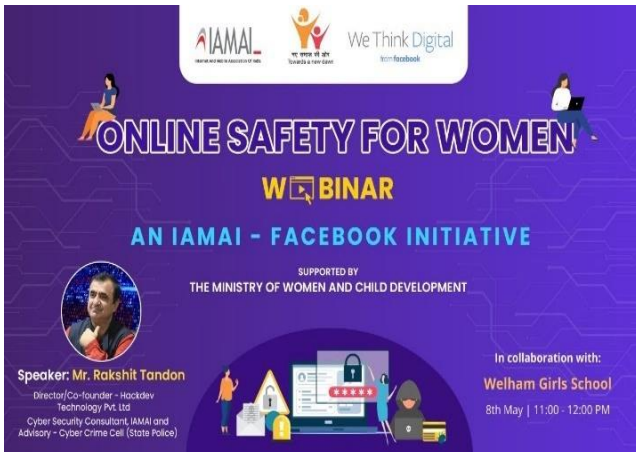 IAMAI
Internet and Mobile Association of India
नए समाज की ओर
Towards a new dawn
We Think Digital
from facebook
ONLINE SAFETY FOR WOMEN
WEBINAR
AN IAMAI - FACEBOOK INITIATIVE
SUPPORTED BY
THE MINISTRY OF WOMEN AND CHILD DEVELOPMENT
Speaker: Mr. Rakshit Tandon
Director/Co-founder - Hackdev
Technology Pvt. Ltd
Cyber Security Consultant, IAMAI and
Advisory - Cyber Crime Cell (State Police)
*****
In collaboration with:
Welham Girls School
8th May | 11:00 - 12:00 PM